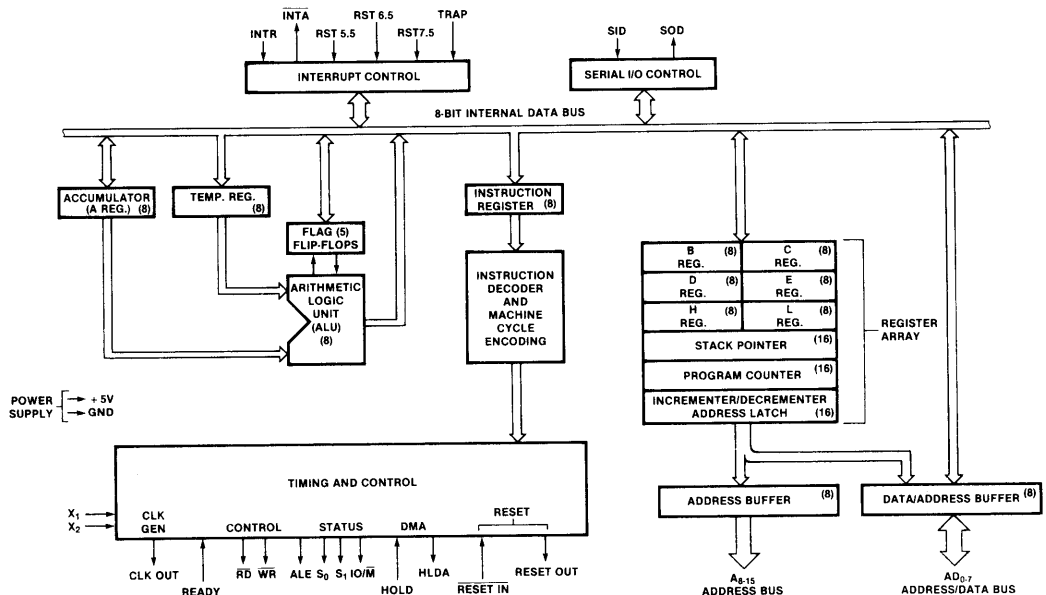 INTA
RST 6.5
TRAP
INTR
RST 5.5
RST7.5
SID
SOD
INTERRUPT CONTROL
SERIAL I/O CONTROL
8-BIT INTERNAL DATA BUS
ACCUMULATOR
(A REG.) (8)
TEMP. REG.
(8)
FLAG (5)
FLIP-FLOPS
ARITHMETIC
LOGIC
UNIT
(ALU)
(8)
INSTRUCTION
REGISTER (8)
INSTRUCTION
DECODER
AND
MACHINE
CYCLE
ENCODING
B (8)
REG.
C (8)
REG.
D (8)
REG.
E (8)
REG.
H (8)
REG.
L (8)
REG.
STACK POINTER (16)
PROGRAM COUNTER (16)
INCREMENTER/DECREMENTER
ADDRESS LATCH (16)
REGISTER
ARRAY
POWER
SUPPLY
+ 5V
GND
TIMING AND CONTROL
X1
X2
CLK
GEN
CONTROL
STATUS
DMA
RESET
CLK OUT
READY
RD
WR
ALE
S0
S1
IO/M
HOLD
HLDA
RESET IN
RESET OUT
ADDRESS BUFFER (8)
DATA/ADDRESS BUFFER (8)
A8-15
ADDRESS BUS
AD0-7
ADDRESS/DATA BUS